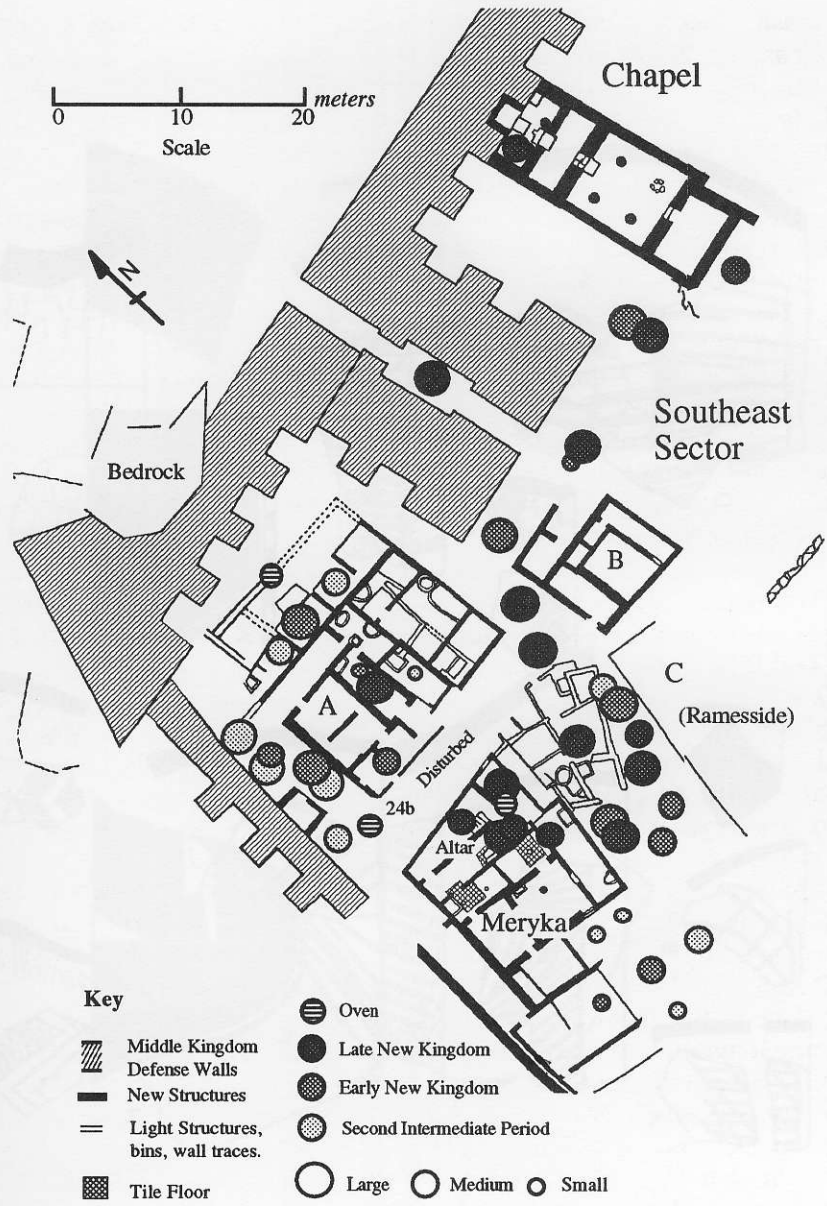 Chapel
0 10 20 meters
Scale
N
Southeast
Sector
Bedrock
B
A
C
(Ramesside)
Disturbed
24b
Altar
Meryka
Key
Middle Kingdom
Defense Walls
New Structures
Light Structures,
bins, wall traces.
Tile Floor
Oven
Late New Kingdom
Early New Kingdom
Second Intermediate Period
Large Medium Small